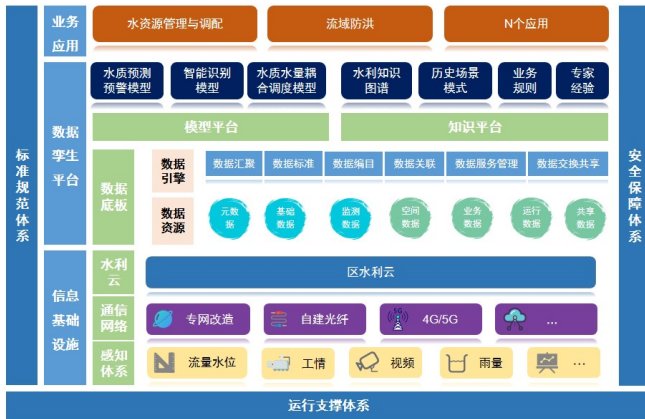 标准规范体系
安全保障体系
业务
应用
水资源管理与调配
流域防洪
N个应用
数据
孪生
平台
水质预测
预警模型
智能识别
模型
水质水量耦
合调度模型
水利知识
图谱
历史场景
模式
业务
规则
专家
经验
模型平台
知识平台
数据
底板
数据
引擎
数据汇聚
数据标准
数据编目
数据关联
数据服务管理
数据交换共享
数据
资源
元数
据
基础
数据
监测
数据
空间
数据
业务
数据
运行
数据
共享
数据
信息
基础
设施
水利
云
区水利云
通信
网络
专网改造
自建光纤
5G
4G/5G
...
感知
体系
流量水位
工情
视频
雨量
...
运行支撑体系